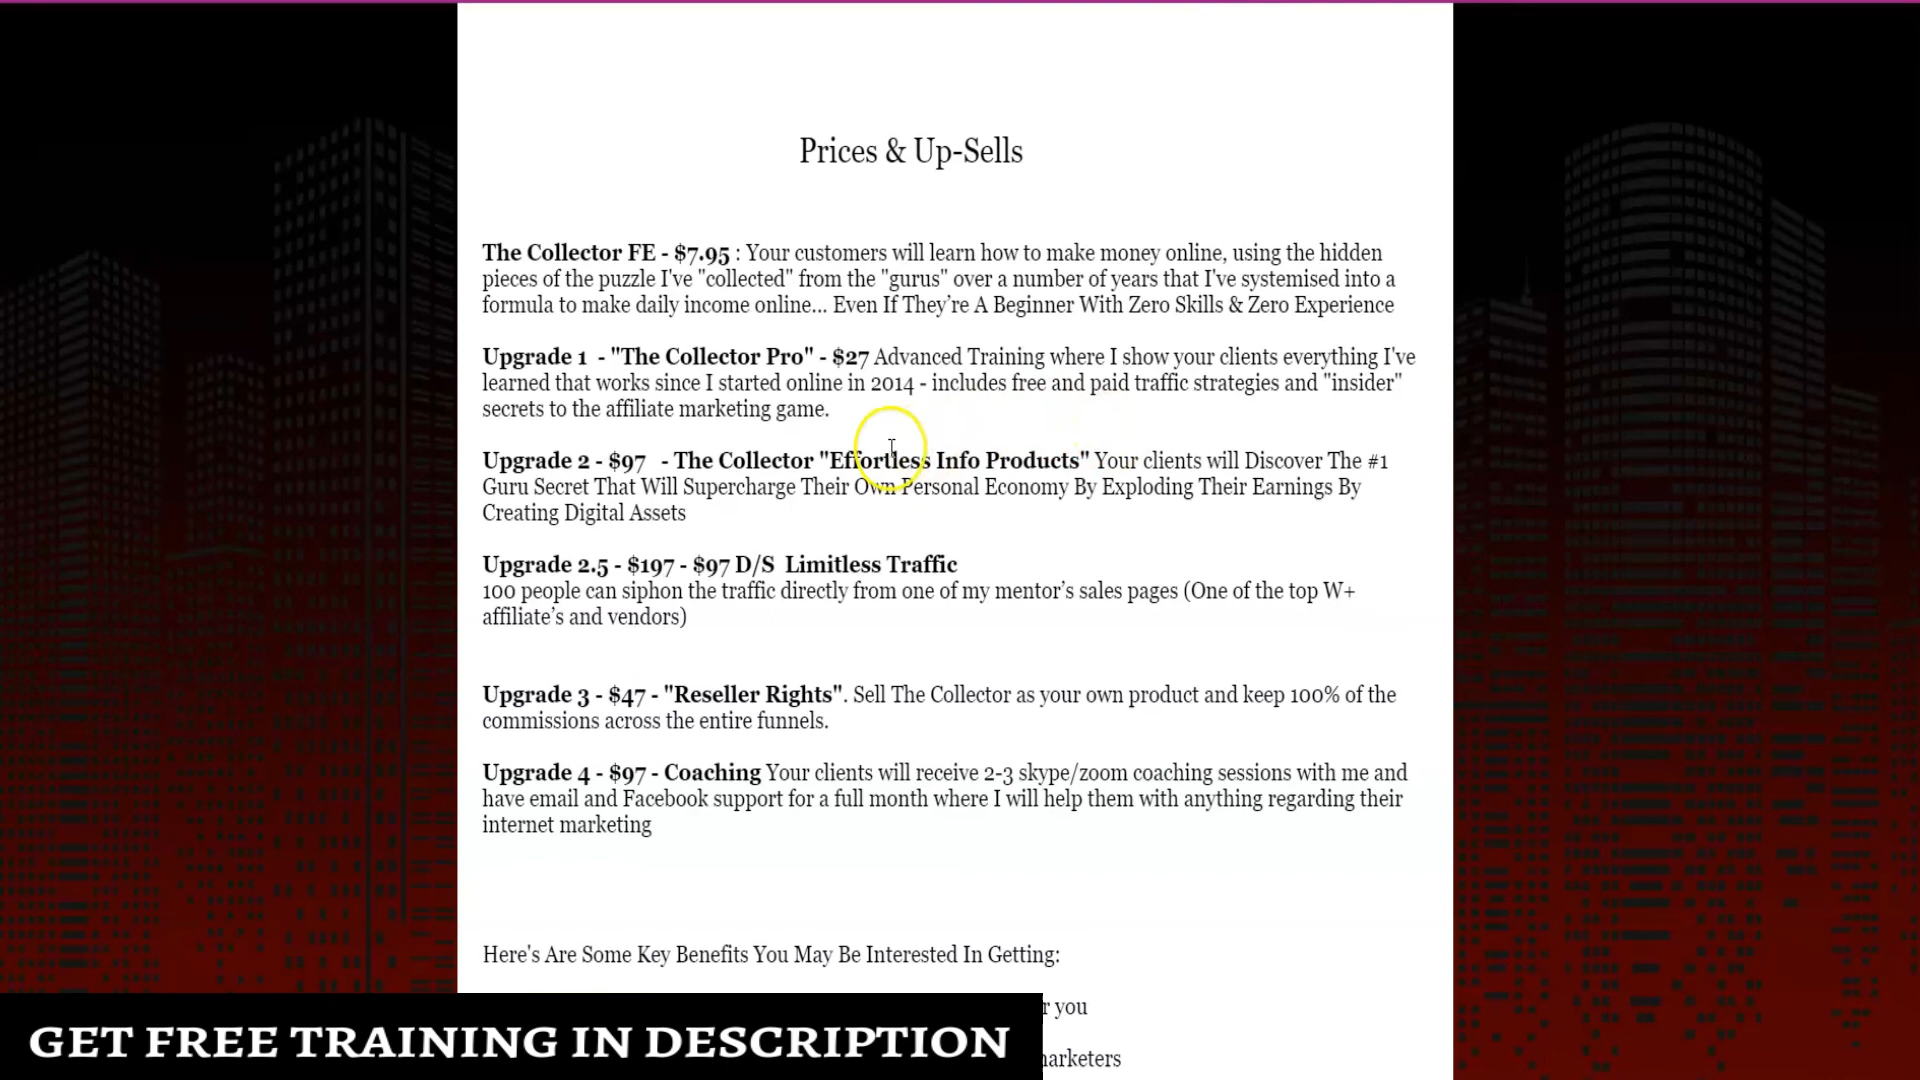 Prices & Up-Sells
The Collector FE - $7.95 : Your customers will learn how to make money online, using the hidden
pieces of the puzzle I've "collected" from the "gurus" over a number of years that I've systemised into a
formula to make daily income online... Even If They're A Beginner With Zero Skills & Zero Experience
Upgrade 1 - "The Collector Pro" - $27 Advanced Training where I show your clients everything I've
learned that works since I started online in 2014 - includes free and paid traffic strategies and "insider"
secrets to the affiliate marketing game.
Upgrade 2 - $97 - The Collector "Effortless Info Products" Your clients will Discover The #1
Guru Secret That Will Supercharge Their Own Personal Economy By Exploding Their Earnings By
Creating Digital Assets
Upgrade 2.5 - $197 - $97 D/S Limitless Traffic
100 people can siphon the traffic directly from one of my mentor's sales pages (One of the top W+
affiliate's and vendors)
Upgrade 3 - $47 - "Reseller Rights". Sell The Collector as your own product and keep 100% of the
commissions across the entire funnels.
Upgrade 4 - $97 - Coaching Your clients will receive 2-3 skype/zoom coaching sessions with me and
have email and Facebook support for a full month where I will help them with anything regarding their
internet marketing
Here's Are Some Key Benefits You May Be Interested In Getting:
you
GET FREE TRAINING IN DESCRIPTION